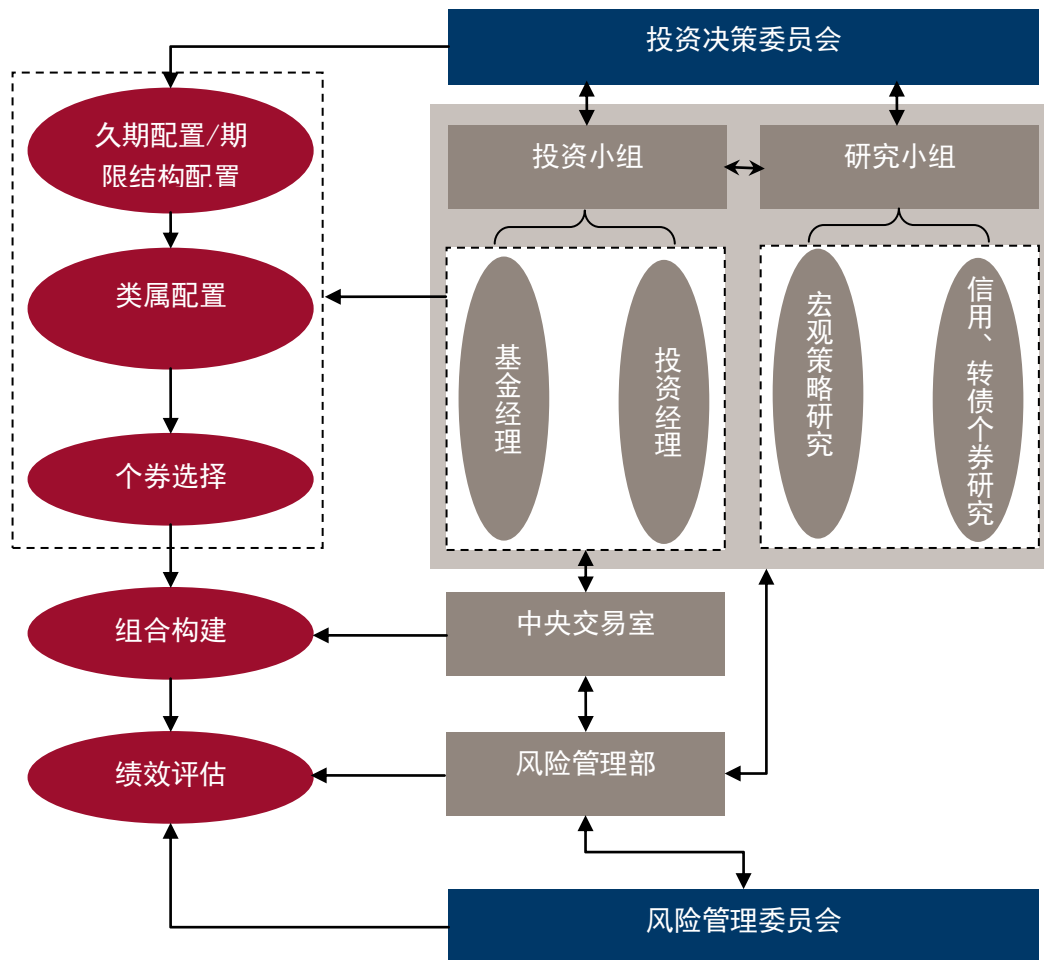 投资决策委员会
久期配置/期
限结构配置
投资小组
研究小组
类属配置
基金经理
投资经理
宏观策略研究
信用、转债个券研究
个券选择
组合构建
中央交易室
绩效评估
风险管理部
风险管理委员会